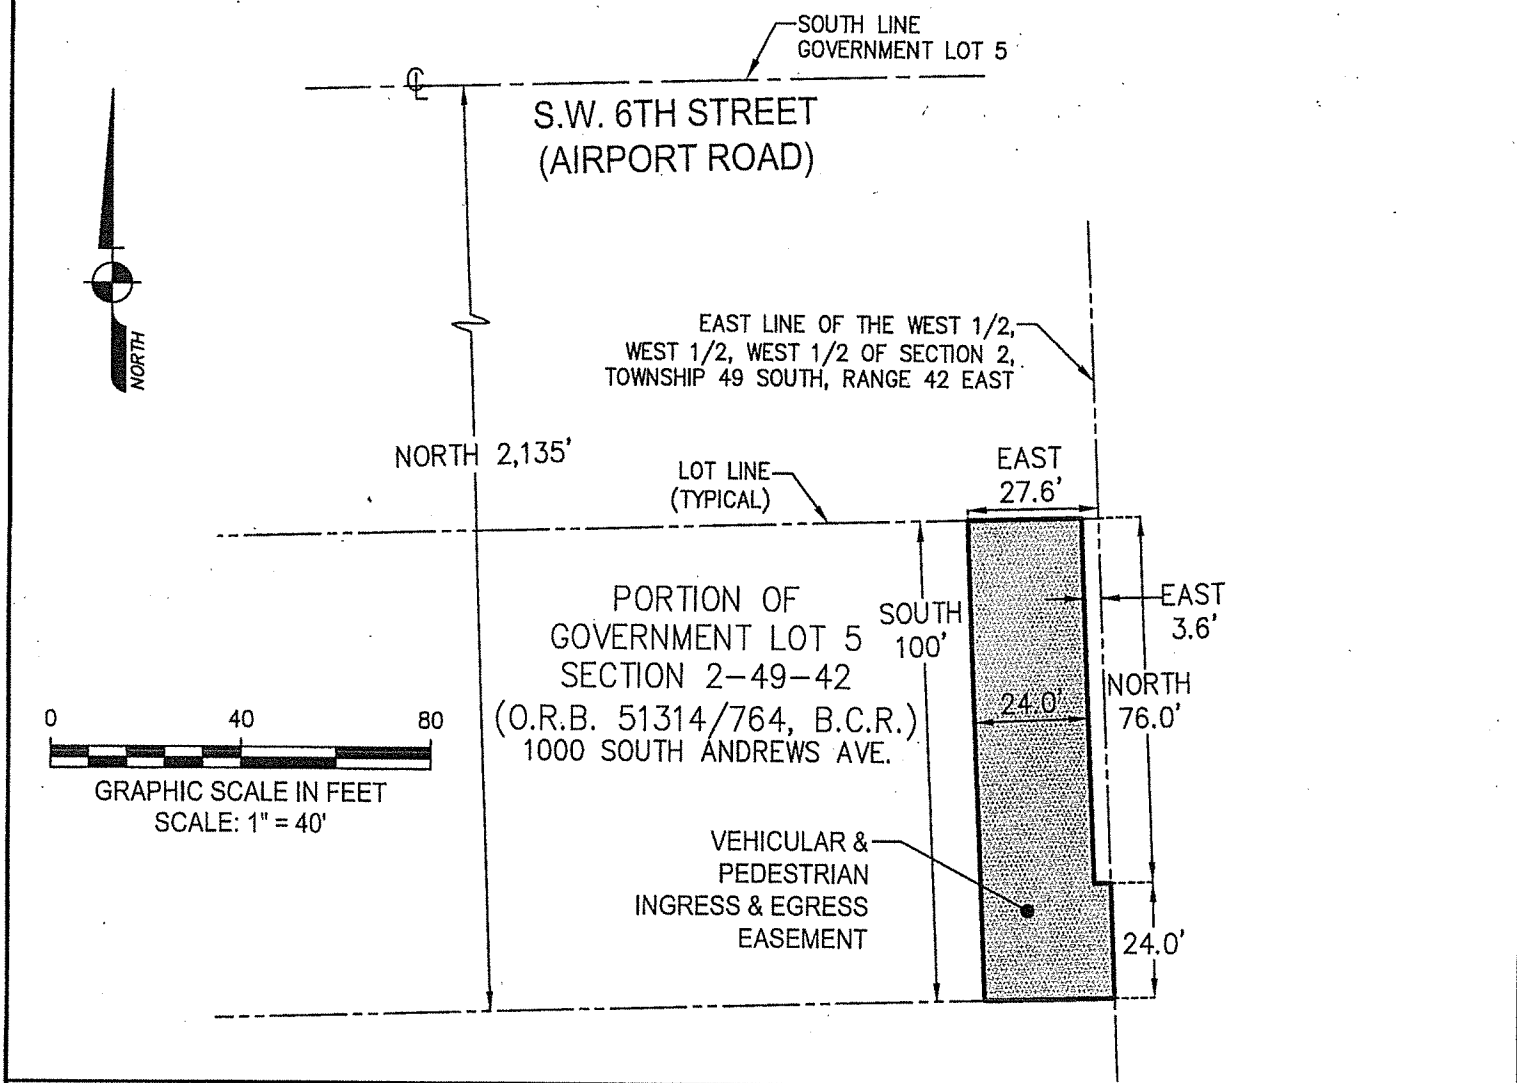 SOUTH LINE
GOVERNMENT LOT 5
CL
S.W. 6TH STREET
(AIRPORT ROAD)
NORTH
EAST LINE OF THE WEST 1/2,
WEST 1/2, WEST 1/2 OF SECTION 2,
TOWNSHIP 49 SOUTH, RANGE 42 EAST
NORTH 2,135'
LOT LINE
(TYPICAL)
EAST
27.6'
EAST
3.6'
SOUTH
100'
PORTION OF
GOVERNMENT LOT 5
SECTION 2-49-42
(O.R.B. 51314/764, B.C.R.)
1000 SOUTH ANDREWS AVE.
24.0'
NORTH
76.0'
0 40 80
GRAPHIC SCALE IN FEET
SCALE: 1" = 40'
VEHICULAR &
PEDESTRIAN
INGRESS & EGRESS
EASEMENT
24.0'